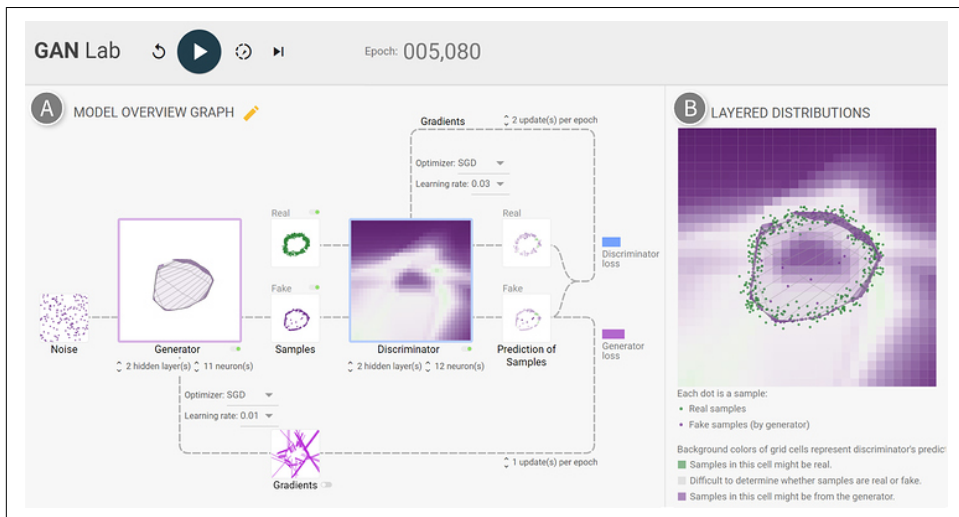 GAN Lab
Epoch: 005,080
A MODEL OVERVIEW GRAPH
Gradients
2 update(s) per epoch
Optimizer: SGD
Learning rate: 0.03
Real
Real
Discriminator
loss
Fake
Fake
Generator
loss
Noise
Generator
Samples
Discriminator
Prediction of
Samples
2 hidden layer(s) 11 neuron(s)
2 hidden layer(s) 12 neuron(s)
Optimizer: SGD
Learning rate: 0.01
1 update(s) per epoch
Gradients
B LAYERED DISTRIBUTIONS
Each dot is a sample:
Real samples
Fake samples (by generator)
Background colors of grid cells represent discriminator's predic
Samples in this cell might be real.
Difficult to determine whether samples are real or fake.
Samples in this cell might be from the generator.